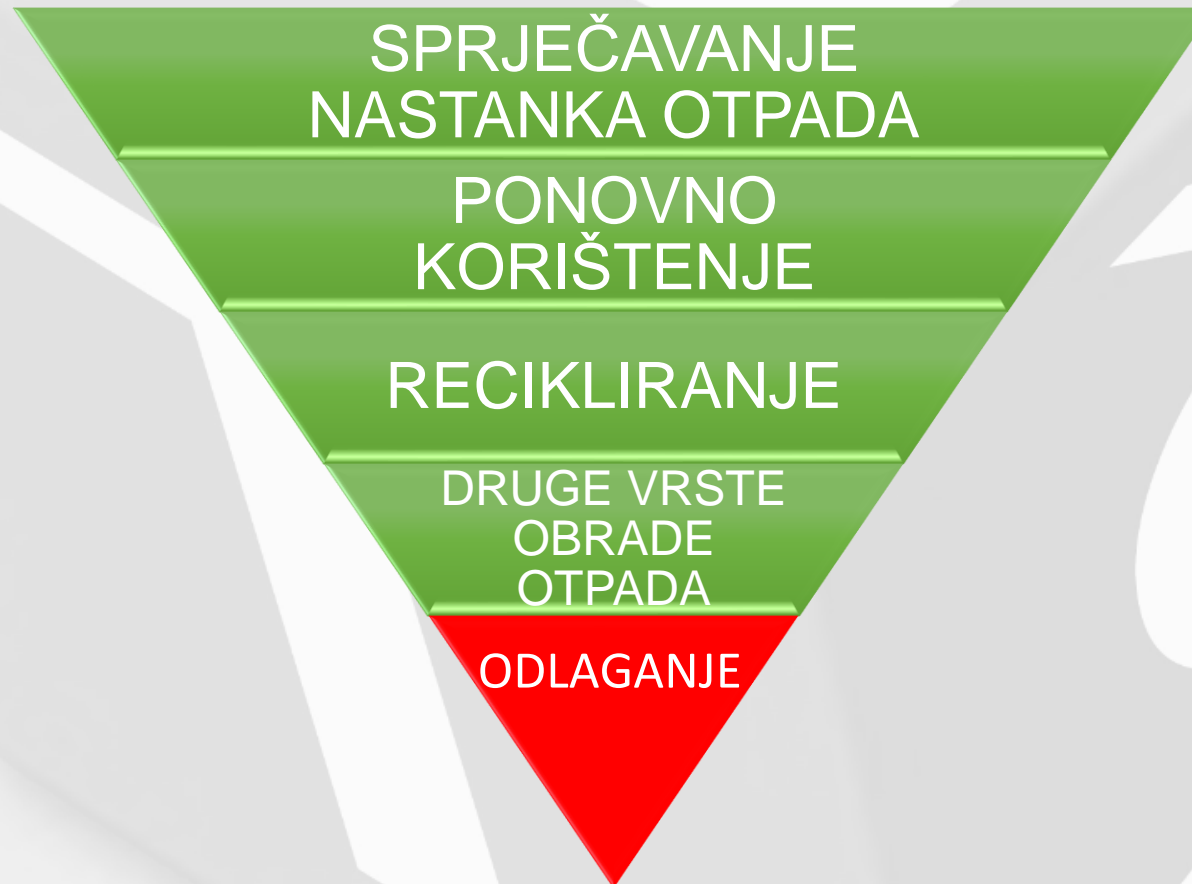 SPRJEČAVANJE
NASTANKA OTPADA
PONOVNO
KORIŠTENJE
RECIKLIRANJE
DRUGE VRSTE
OBRADE
OTPADA
ODLAGANJE